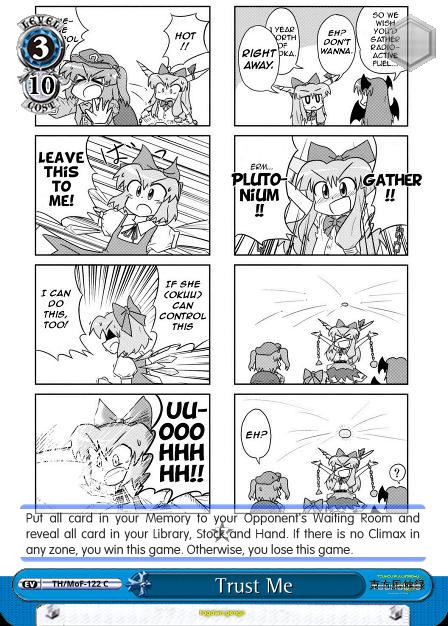 LEVEL
3
10
COST
HOT
!!
LEAVE
THIS
TO
ME!
I CAN
DO
THIS,
TOO!
IF SHE
(OKUU)
CAN
CONTROL
THIS
UU-
OOO
HHH
HH!!
SO WE
WISH
YOU'D
GATHER
RADIO-
ACTIVE
FUEL...
EH?
DON'T
WANNA.
1 YEAR
RIGHT
AWAY.
ERM...
PLUTO-
NIUM
!!
GATHER
!!
EH?
?
Put all card in your Memory to your Opponent's Waiting Room and
reveal all card in your Library, Stock and Hand. If there is no Climax in
any zone, you win this game. Otherwise, you lose this game.
EV TH/MoF-122 C Trust Me